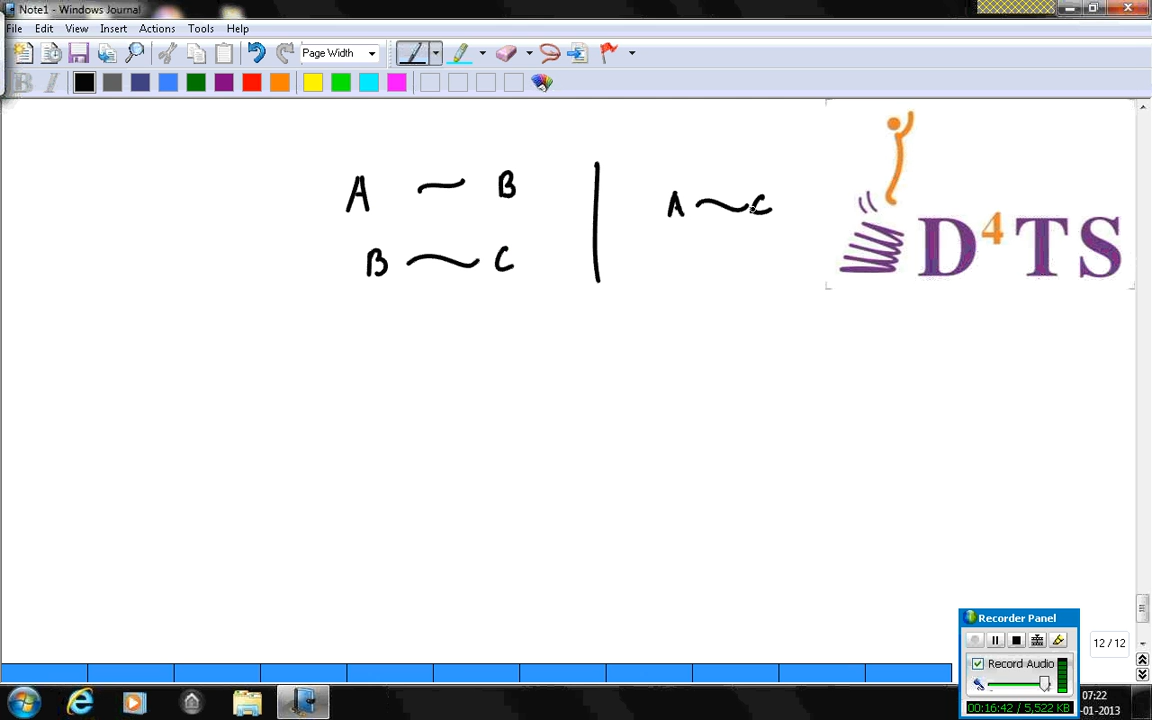 Note1 - Windows Journal
File Edit View Insert Actions Tools Help
Page Width
B I
A ~ B
A ~ C
B ~ C
D4TS
Recorder Panel
Record Audio
00:16:42 / 5,522 KB
12 / 12
07:22
-01-2013